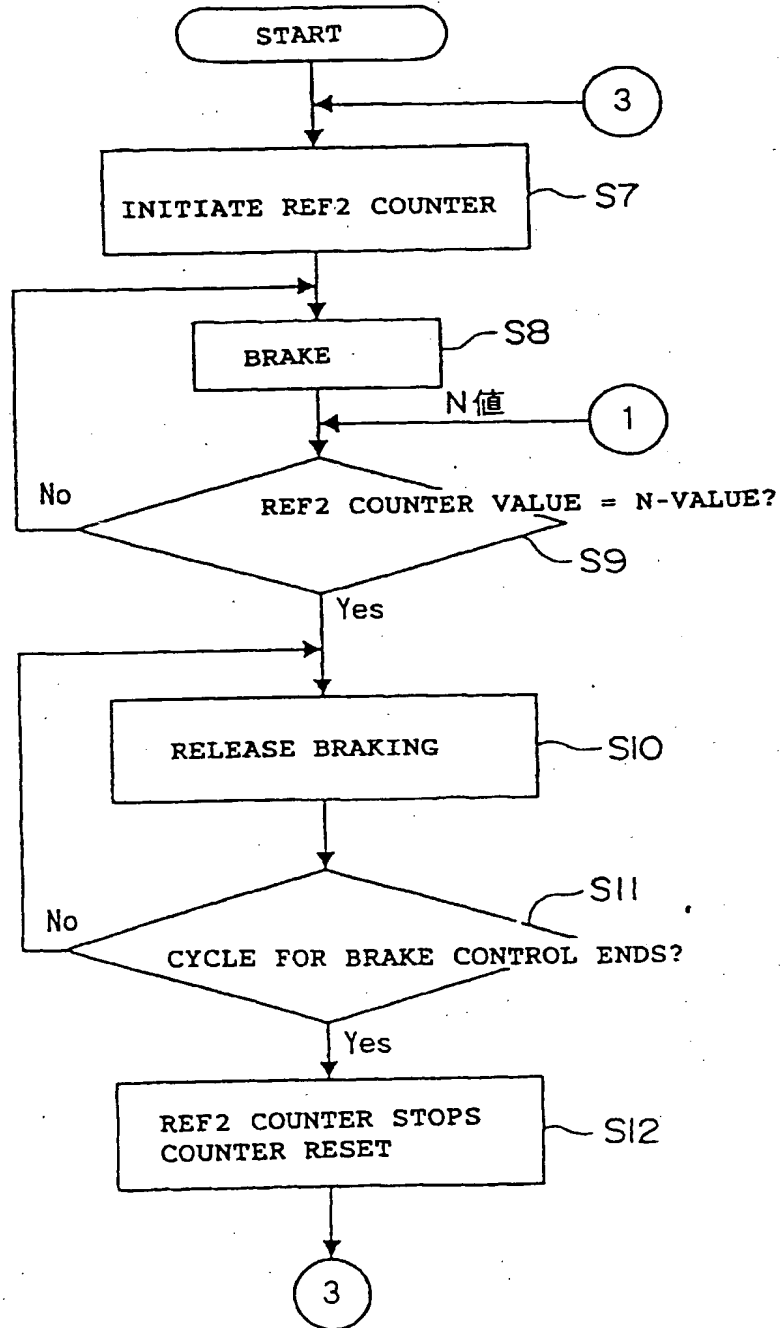 START
3
INITIATE REF2 COUNTER
S7
BRAKE
S8
N値
1
No
REF2 COUNTER VALUE = N-VALUE?
S9
Yes
RELEASE BRAKING
S10
S11
No
CYCLE FOR BRAKE CONTROL ENDS?
Yes
REF2 COUNTER STOPS
COUNTER RESET
S12
3